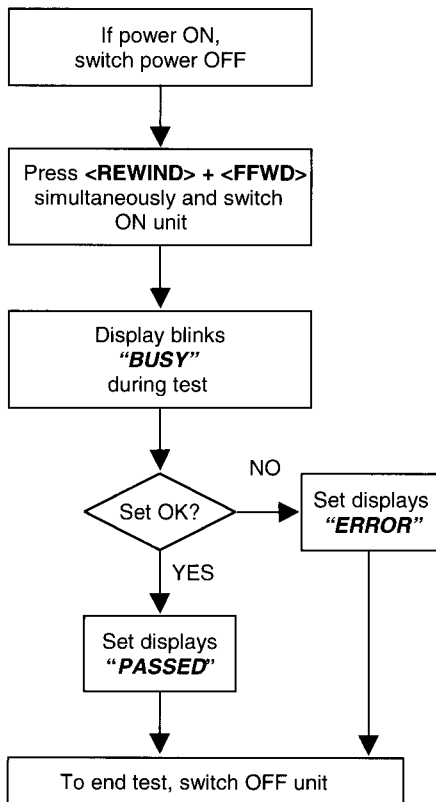 If power ON,
switch power OFF
Press <REWIND> + <FFWD>
simultaneously and switch
ON unit
Display blinks
"BUSY"
during test
Set OK?
NO
Set displays
"ERROR"
YES
Set displays
"PASSED"
To end test, switch OFF unit